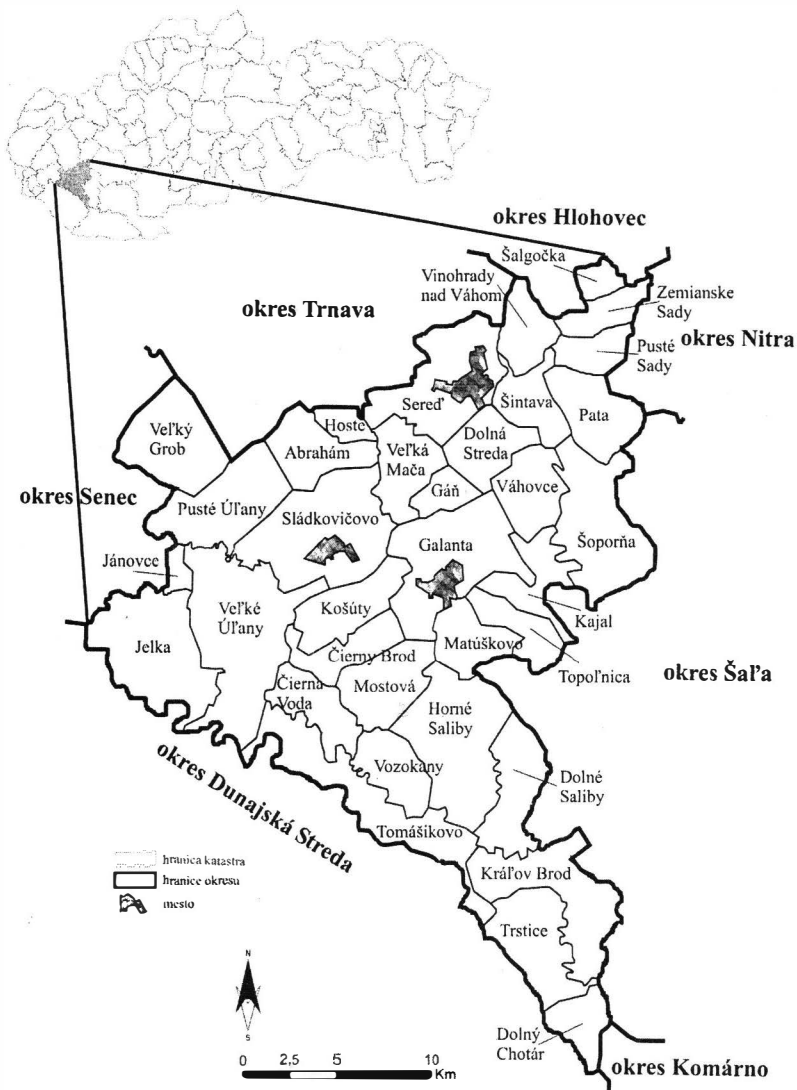 okres Hlohovec
Šalgočka
Vinohrady
nad Váhom
Zemianske
Sady
okres Trnava
okres Nitra
Pusté
Sady
Sereď
Šintava
Pata
Hoste
Veľký
Grob
Abrahám
Veľká
Mača
Dolná
Streda
Gáň
Váhovce
okres Senec
Pusté Úľany
Sládkovičovo
Galanta
Šoporňa
Jánovce
Veľké
Úľany
Košúty
Kajal
Jelka
Čierny Brod
Matúškovo
Topoľnica
okres Šaľa
Čierna
Voda
Mostová
Horné
Saliby
okres Dunajská Streda
Vozokany
Dolné
Saliby
Tomášikovo
hranica katastra
hranice okresu
mesto
Kráľov Brod
Trstice
N
S
Dolný
Chotár
0 2,5 5 10
Km
okres Komárno